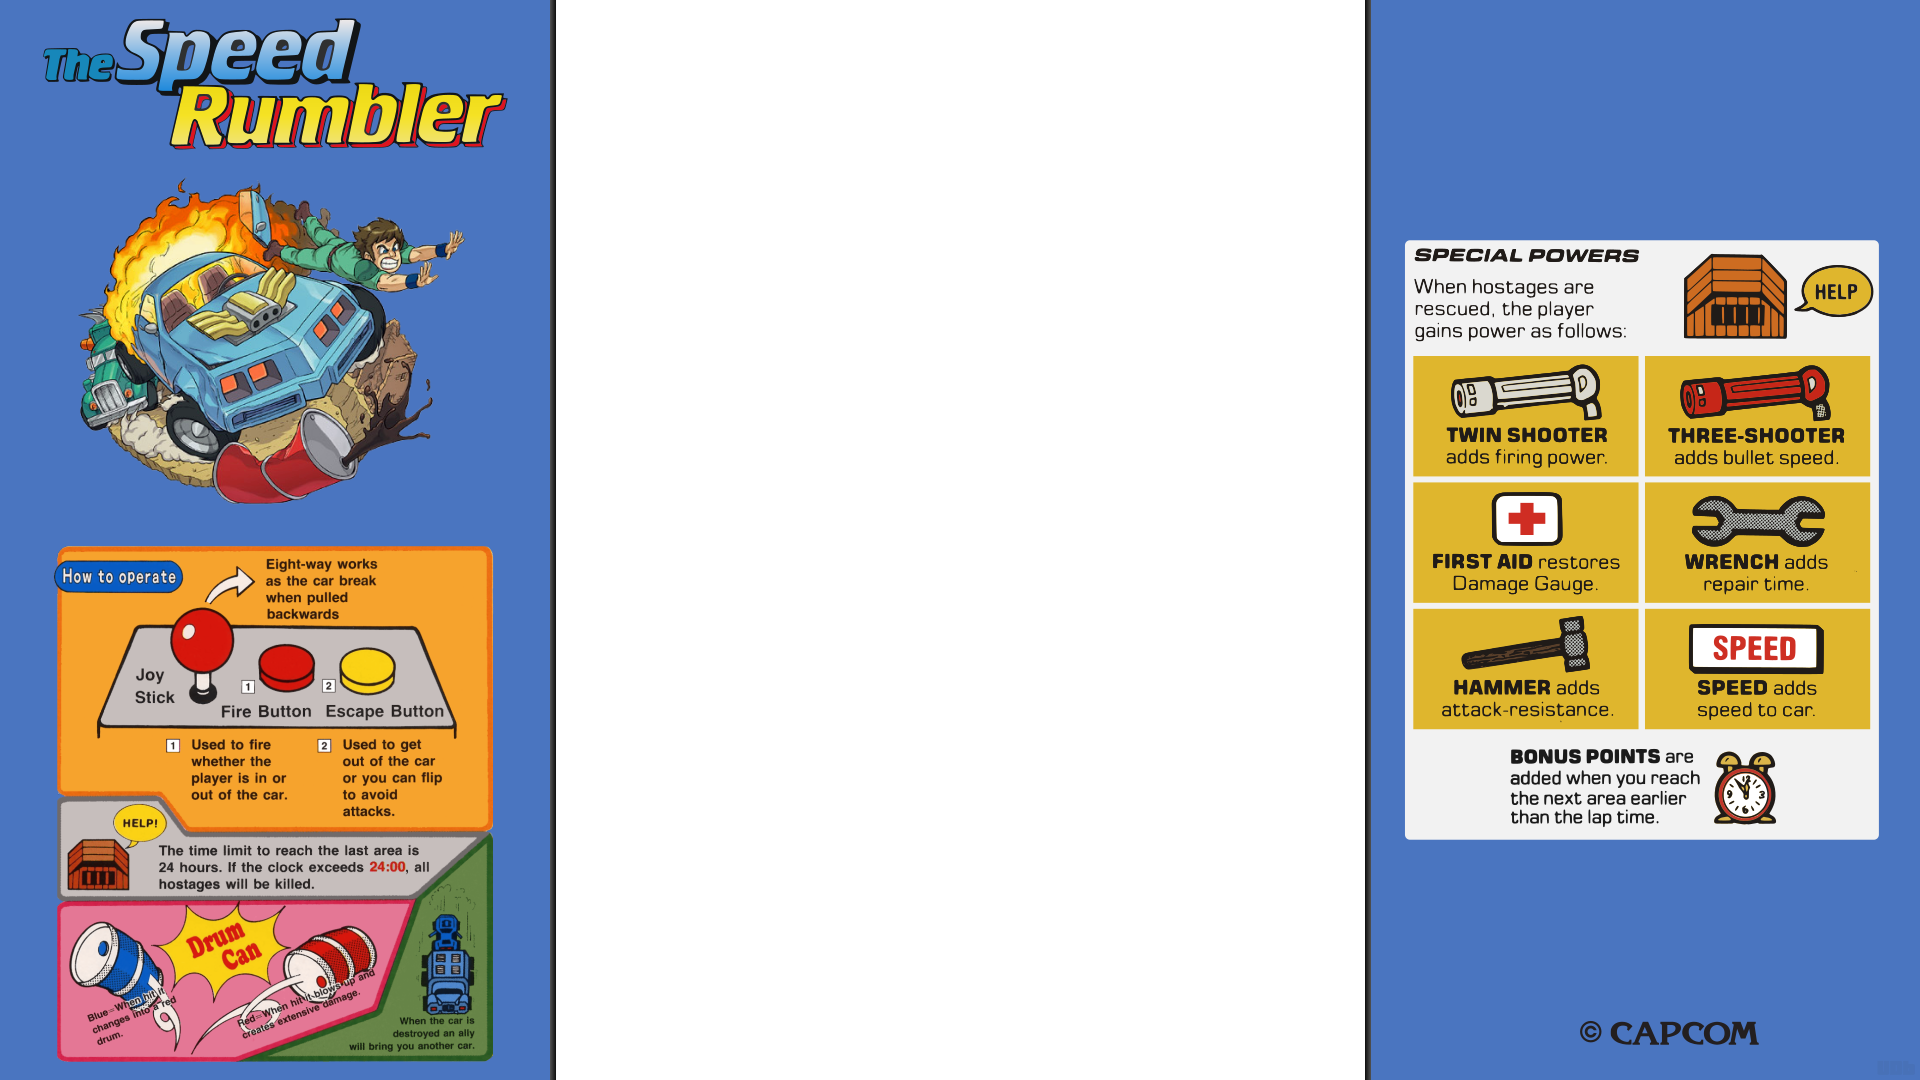 The Speed
Rumbler
How to operate
Eight-way works
as the car break
when pulled
backwards
Joy
Stick
1
2
Fire Button
Escape Button
1 Used to fire
whether the
player is in or
out of the car.
2 Used to get
out of the car
or you can flip
to avoid
attacks.
HELP!
The time limit to reach the last area is
24 hours. If the clock exceeds 24:00, all
hostages will be killed.
Drum
Can
Blue—When hit it
changes into a red
drum.
Red—When hit it blows up and
creates extensive damage.
When the car is
destroyed an ally
will bring you another car.
SPECIAL POWERS
When hostages are
rescued, the player
gains power as follows:
HELP
TWIN SHOOTER
adds firing power.
THREE-SHOOTER
adds bullet speed.
FIRST AID restores
Damage Gauge.
WRENCH adds
repair time.
HAMMER adds
attack-resistance.
SPEED
SPEED adds
speed to car.
BONUS POINTS are
added when you reach
the next area earlier
than the lap time.
12
9 3
6
© CAPCOM